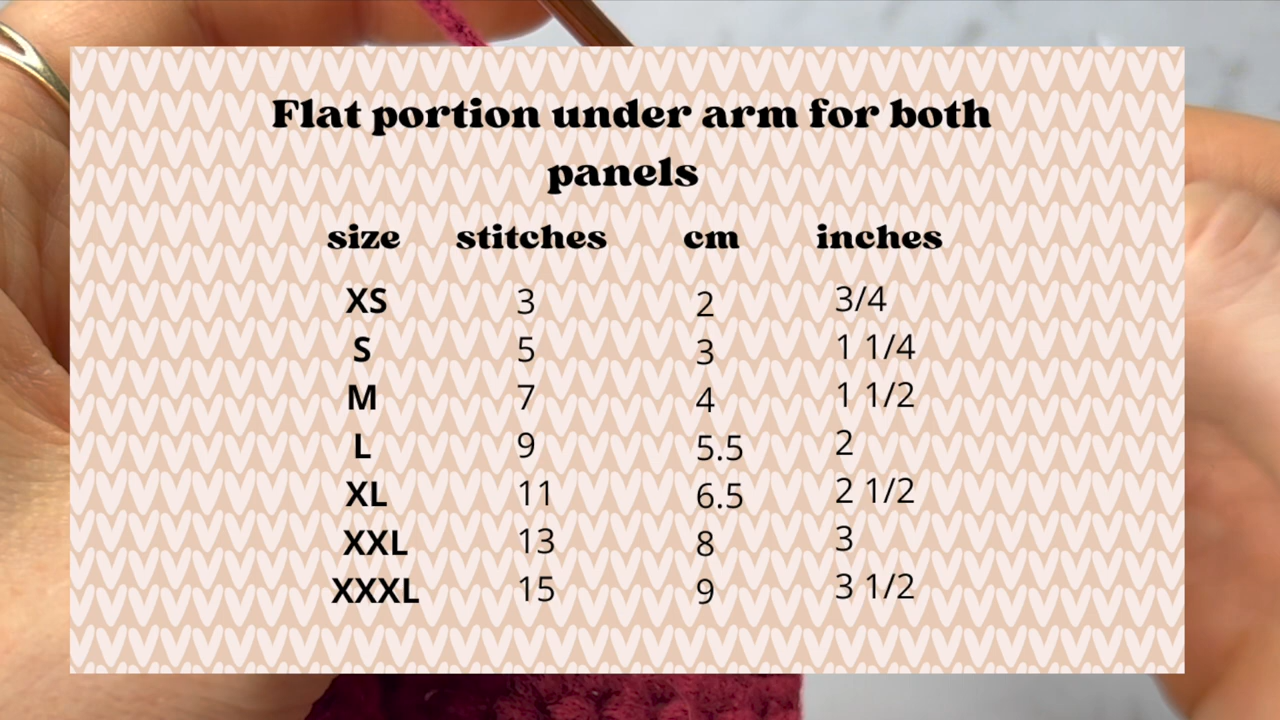 Flat portion under arm for both
panels
size stitches cm inches
XS 3 2 3/4
S 5 3 1 1/4
M 7 4 1 1/2
L 9 5.5 2
XL 11 6.5 2 1/2
XXL 13 8 3
XXXL 15 9 3 1/2